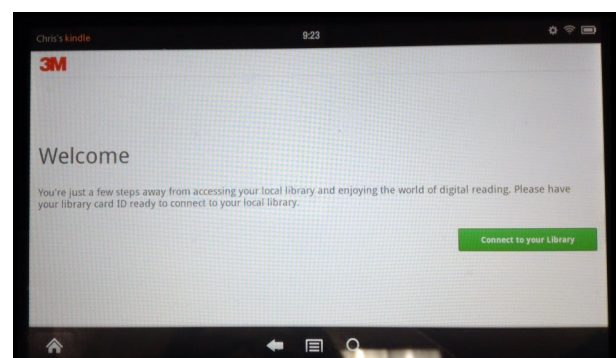 Chris's kindle
9:23
3M
Welcome
You're just a few steps away from accessing your local library and enjoying the world of digital reading. Please have
your library card ID ready to connect to your local library.
Connect to your Library